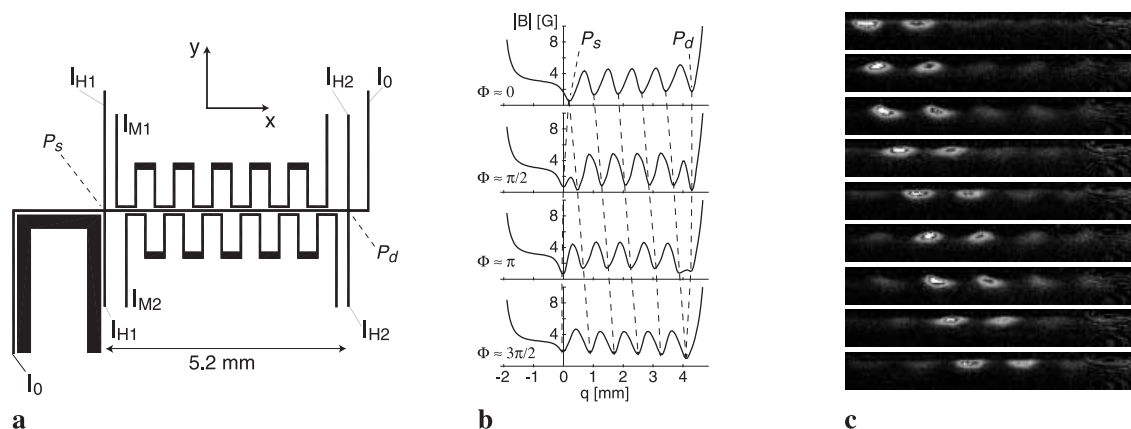 y
x
I_H1
I_M1
I_H2
I_0
P_s
P_d
I_M2
I_H1
I_H2
5.2 mm
I_0
a
|B| [G]
P_s
P_d
8
4
Φ ≈ 0
8
4
Φ ≈ π/2
8
4
Φ ≈ π
8
4
Φ ≈ 3π/2
-2 -1 0 1 2 3 4
q [mm]
b
c